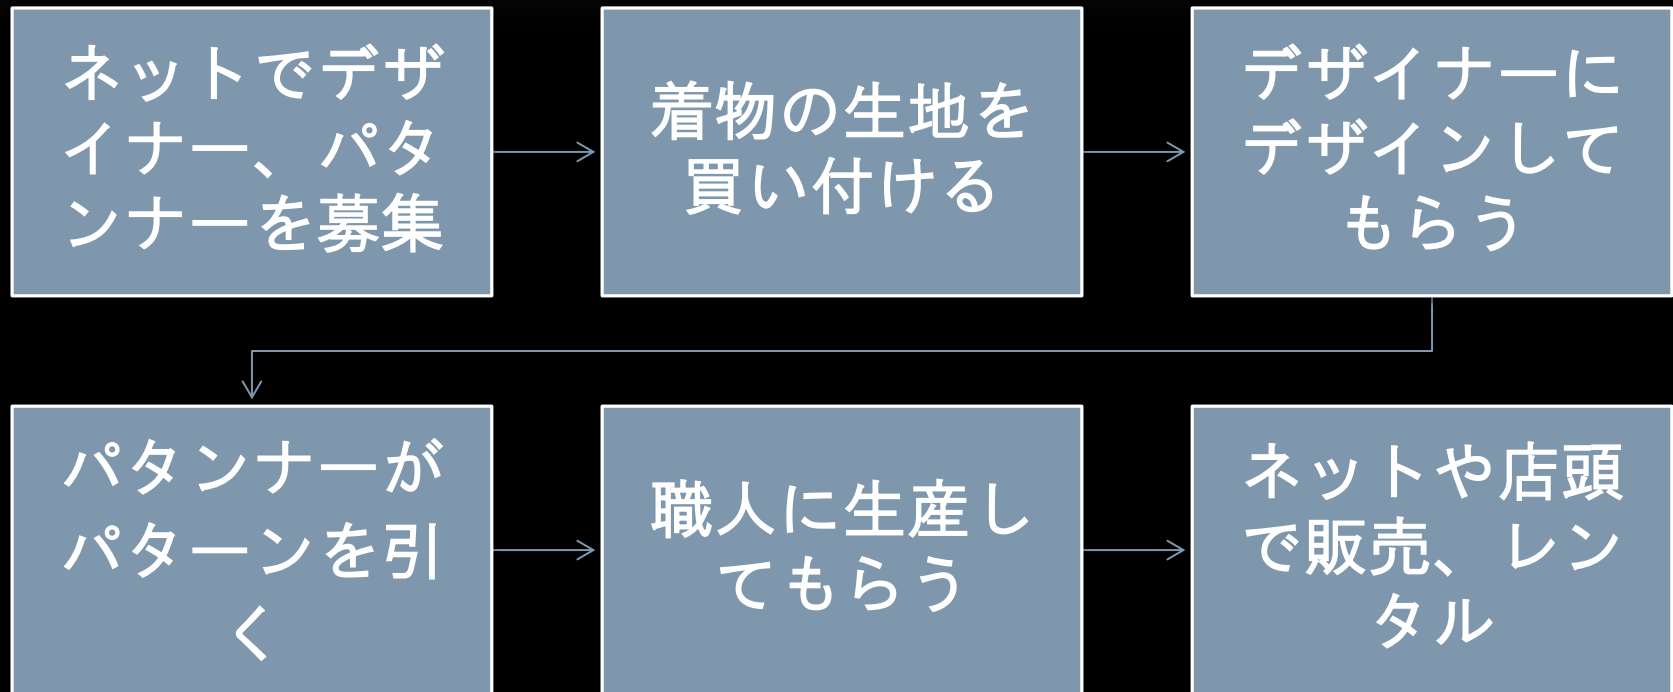 ネットでデザ
イナー、パタ
ンナーを募集
着物の生地を
買い付ける
デザイナーに
デザインして
もらう
パタンナーが
パターンを引
く
職人に生産し
てもらう
ネットや店頭
で販売、レン
タル